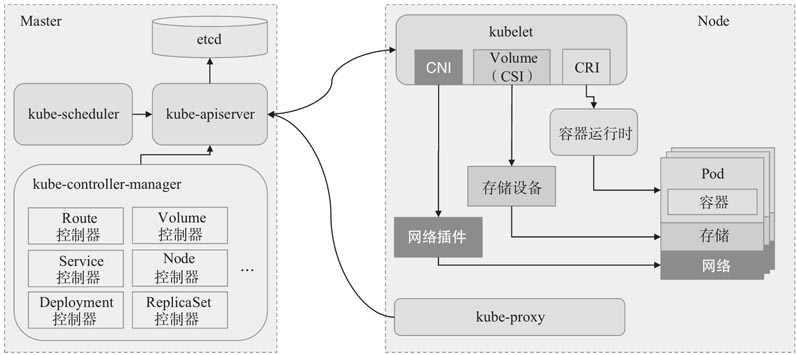 Master
etcd
kube-scheduler
kube-apiserver
kube-controller-manager
Route
控制器
Volume
控制器
Service
控制器
Node
控制器
...
Deployment
控制器
ReplicaSet
控制器
Node
kubelet
CNI
Volume
（CSI）
CRI
容器运行时
存储设备
网络插件
Pod
容器
存储
网络
kube-proxy